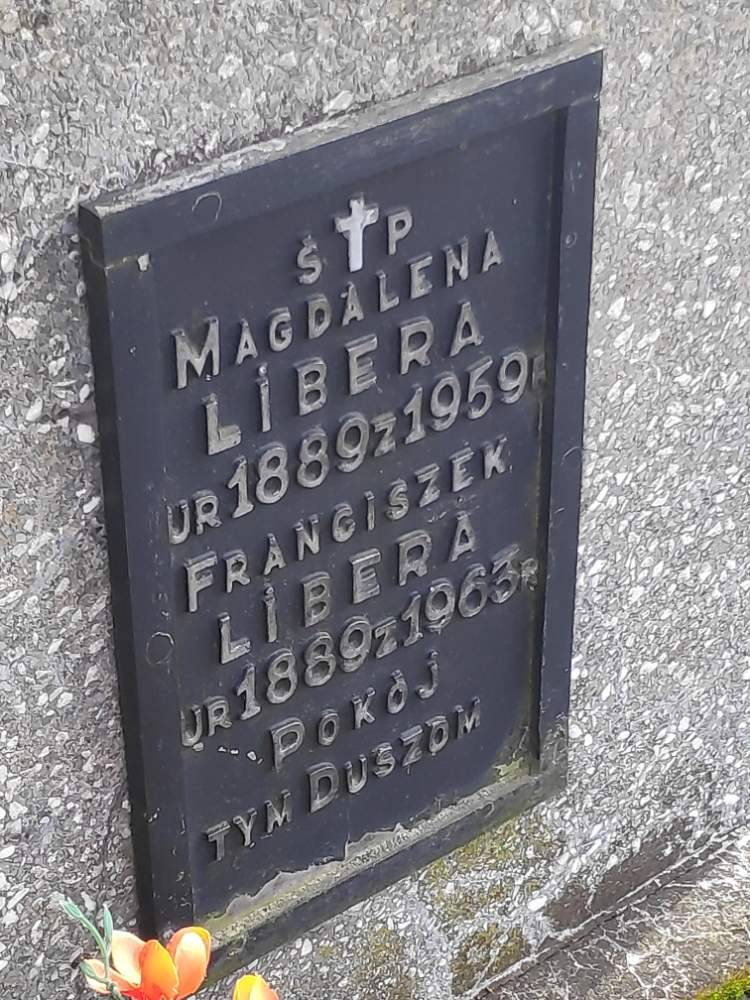 Ś P
MAGDALENA
LIBERA
UR 1889 Z 1959 R
FRANCISZEK
LIBERA
UR 1889 Z 1963 R
POKÓJ
TYM DUSZOM